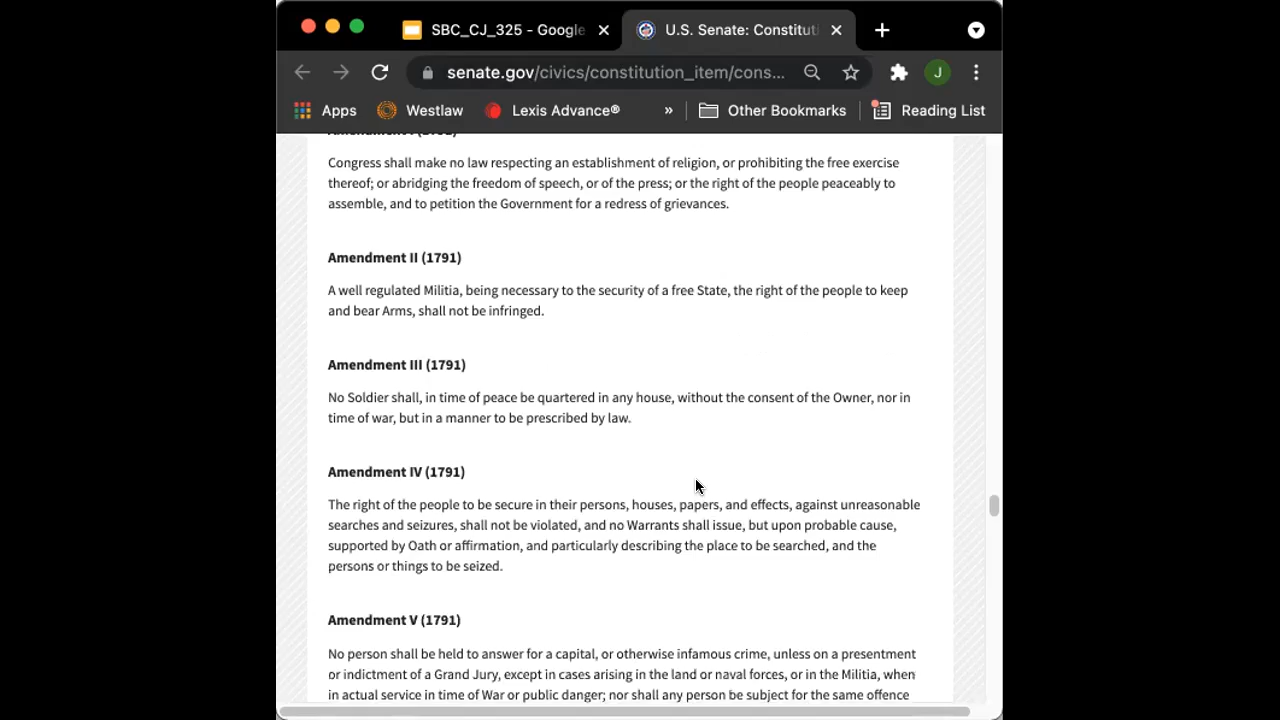 SBC_CJ_325 - Google
U.S. Senate: Constituti
senate.gov/civics/constitution_item/cons...
J
Apps
Westlaw
Lexis Advance®
»
Other Bookmarks
Reading List
Congress shall make no law respecting an establishment of religion, or prohibiting the free exercise
thereof; or abridging the freedom of speech, or of the press; or the right of the people peaceably to
assemble, and to petition the Government for a redress of grievances.
Amendment II (1791)
A well regulated Militia, being necessary to the security of a free State, the right of the people to keep
and bear Arms, shall not be infringed.
Amendment III (1791)
No Soldier shall, in time of peace be quartered in any house, without the consent of the Owner, nor in
time of war, but in a manner to be prescribed by law.
Amendment IV (1791)
The right of the people to be secure in their persons, houses, papers, and effects, against unreasonable
searches and seizures, shall not be violated, and no Warrants shall issue, but upon probable cause,
supported by Oath or affirmation, and particularly describing the place to be searched, and the
persons or things to be seized.
Amendment V (1791)
No person shall be held to answer for a capital, or otherwise infamous crime, unless on a presentment
or indictment of a Grand Jury, except in cases arising in the land or naval forces, or in the Militia, when
in actual service in time of War or public danger; nor shall any person be subject for the same offence